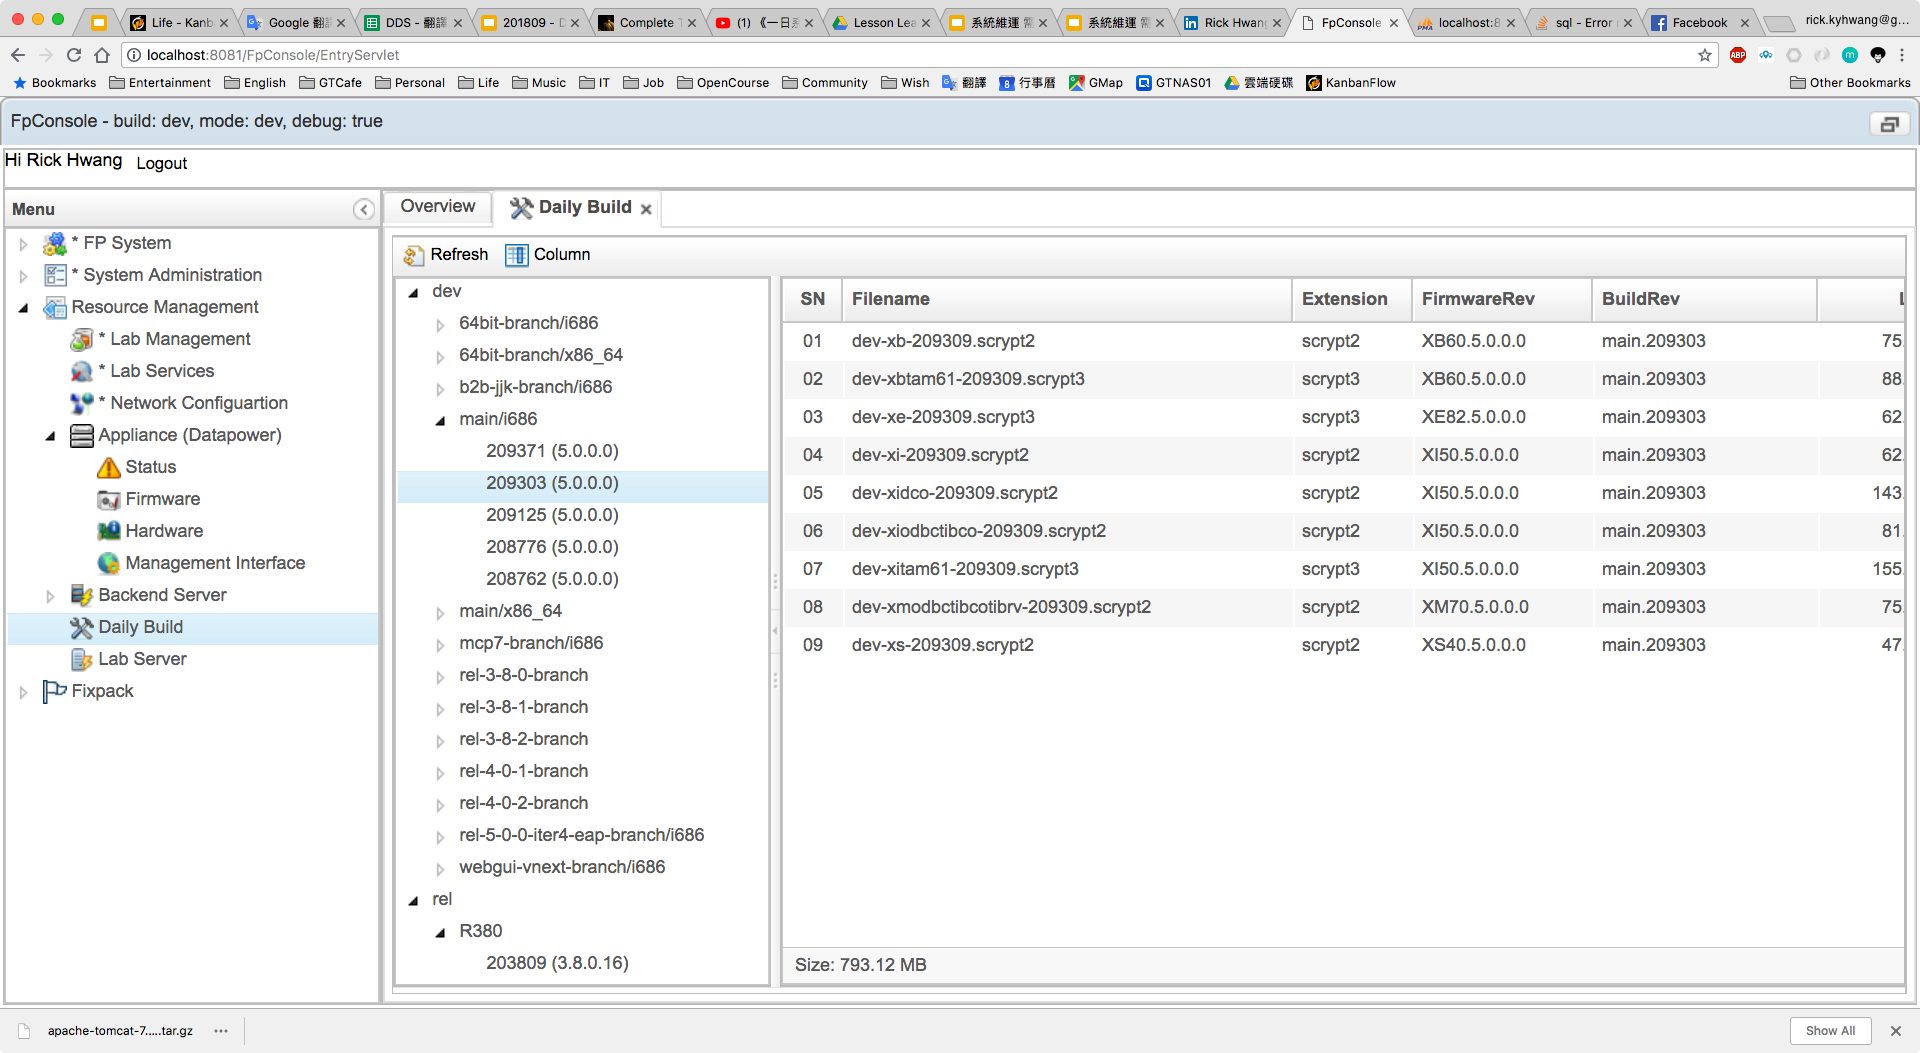 Life - Kanb
Google 翻譯
DDS - 翻譯
201809 - D
Complete T
(1) 《一日系
Lesson Lea
系統維運 需
系統維運 需
Rick Hwang
FpConsole
localhost:8
sql - Error
Facebook
rick.kyhwang@g...
localhost:8081/FpConsole/EntryServlet
ABP
m
Bookmarks
Entertainment
English
GTCafe
Personal
Life
Music
IT
Job
OpenCourse
Community
Wish
翻譯
8 行事曆
GMap
GTNAS01
雲端硬碟
KanbanFlow
Other Bookmarks
FpConsole - build: dev, mode: dev, debug: true
Hi Rick Hwang Logout
Menu
* FP System
* System Administration
Resource Management
* Lab Management
* Lab Services
* Network Configuartion
Appliance (Datapower)
Status
Firmware
Hardware
Management Interface
Backend Server
Daily Build
Lab Server
Fixpack
Overview
Daily Build
Refresh
Column
dev
64bit-branch/i686
64bit-branch/x86_64
b2b-jjk-branch/i686
main/i686
209371 (5.0.0.0)
209303 (5.0.0.0)
209125 (5.0.0.0)
208776 (5.0.0.0)
208762 (5.0.0.0)
main/x86_64
mcp7-branch/i686
rel-3-8-0-branch
rel-3-8-1-branch
rel-3-8-2-branch
rel-4-0-1-branch
rel-4-0-2-branch
rel-5-0-0-iter4-eap-branch/i686
webgui-vnext-branch/i686
rel
R380
203809 (3.8.0.16)
SN Filename Extension FirmwareRev BuildRev
01 dev-xb-209309.scrypt2 scrypt2 XB60.5.0.0.0 main.209303 75.
02 dev-xbtam61-209309.scrypt3 scrypt3 XB60.5.0.0.0 main.209303 88.
03 dev-xe-209309.scrypt3 scrypt3 XE82.5.0.0.0 main.209303 62.
04 dev-xi-209309.scrypt2 scrypt2 XI50.5.0.0.0 main.209303 62.
05 dev-xidco-209309.scrypt2 scrypt2 XI50.5.0.0.0 main.209303 143.
06 dev-xiodbctibco-209309.scrypt2 scrypt2 XI50.5.0.0.0 main.209303 81.
07 dev-xitam61-209309.scrypt3 scrypt3 XI50.5.0.0.0 main.209303 155.
08 dev-xmodbctibcotibrv-209309.scrypt2 scrypt2 XM70.5.0.0.0 main.209303 75.
09 dev-xs-209309.scrypt2 scrypt2 XS40.5.0.0.0 main.209303 47.
Size: 793.12 MB
apache-tomcat-7.....tar.gz
Show All